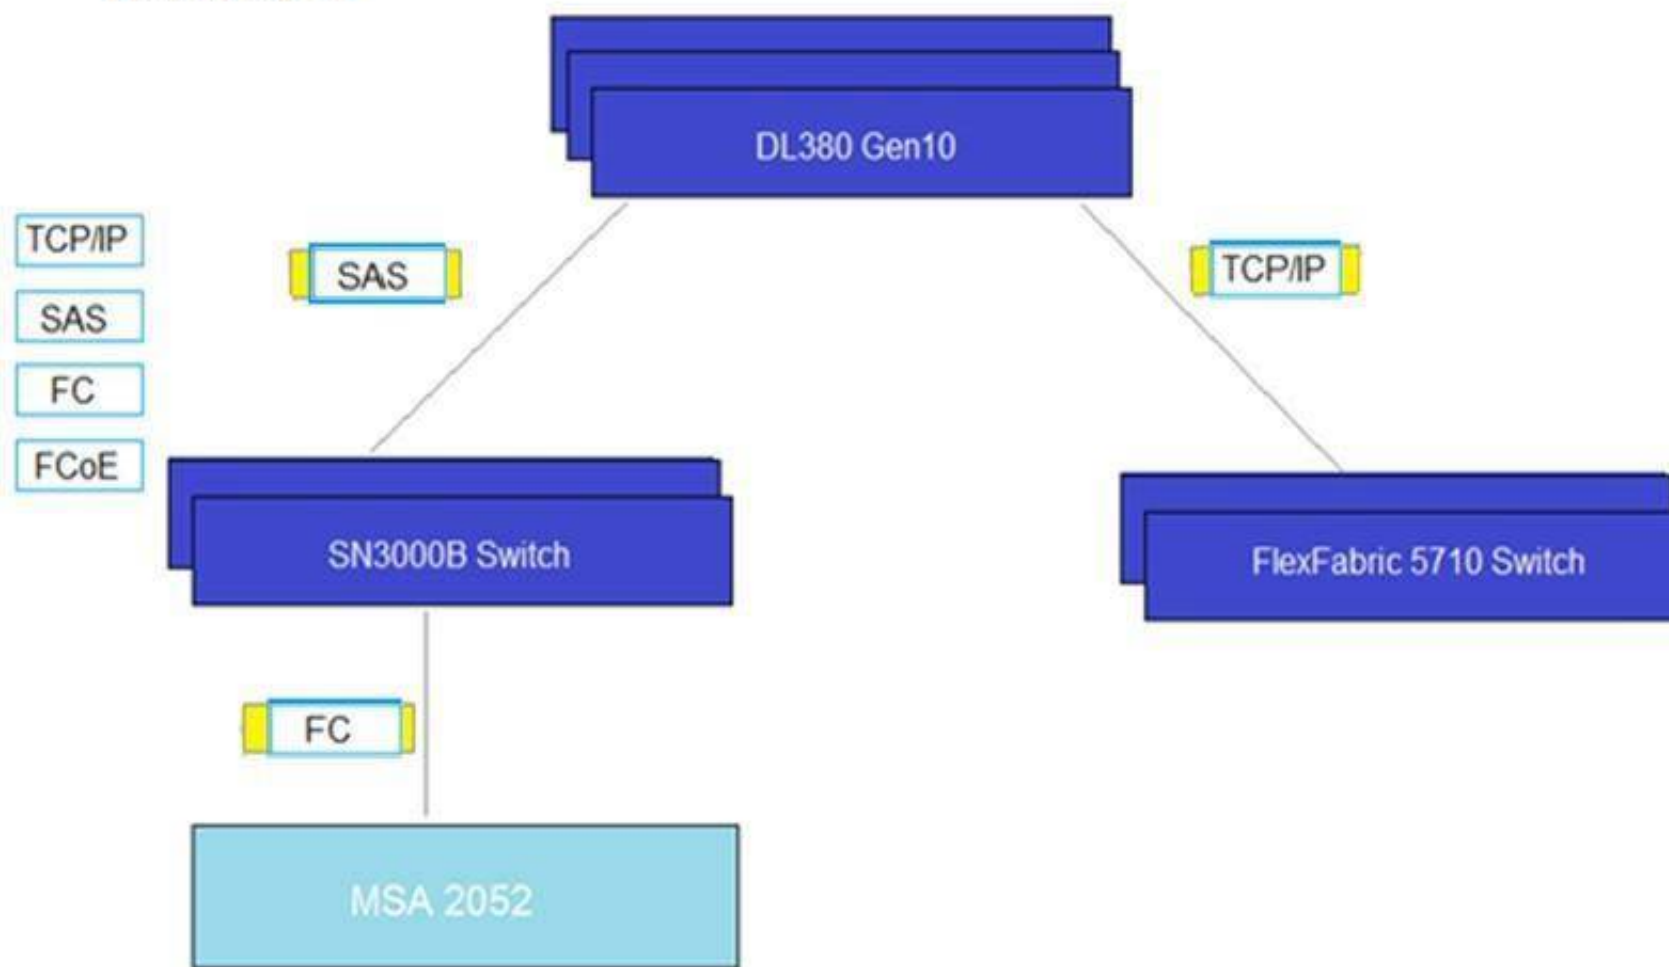 DL380 Gen10
TCP/IP
SAS
FC
FCoE
SAS
TCP/IP
SN3000B Switch
FlexFabric 5710 Switch
FC
MSA 2052